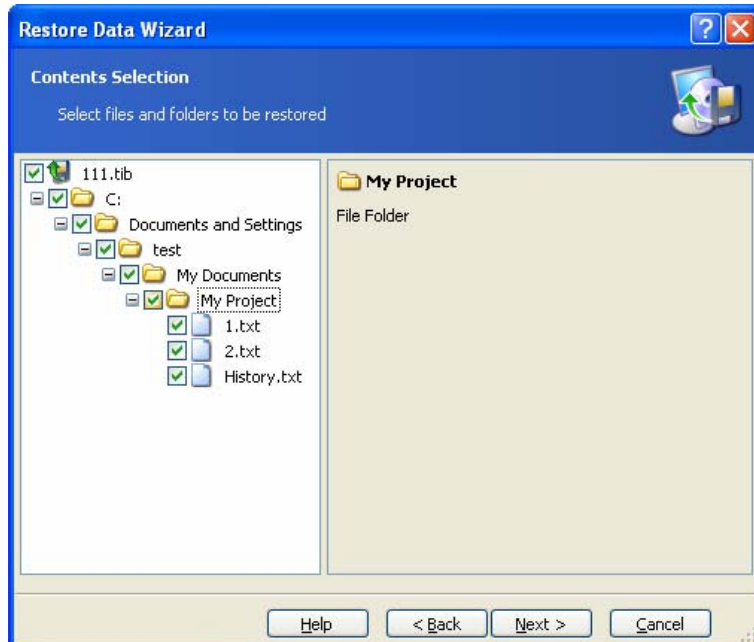 Restore Data Wizard
Contents Selection
Select files and folders to be restored
111.tib
C:
Documents and Settings
test
My Documents
My Project
1.txt
2.txt
History.txt
My Project
File Folder
Help
< Back
Next >
Cancel